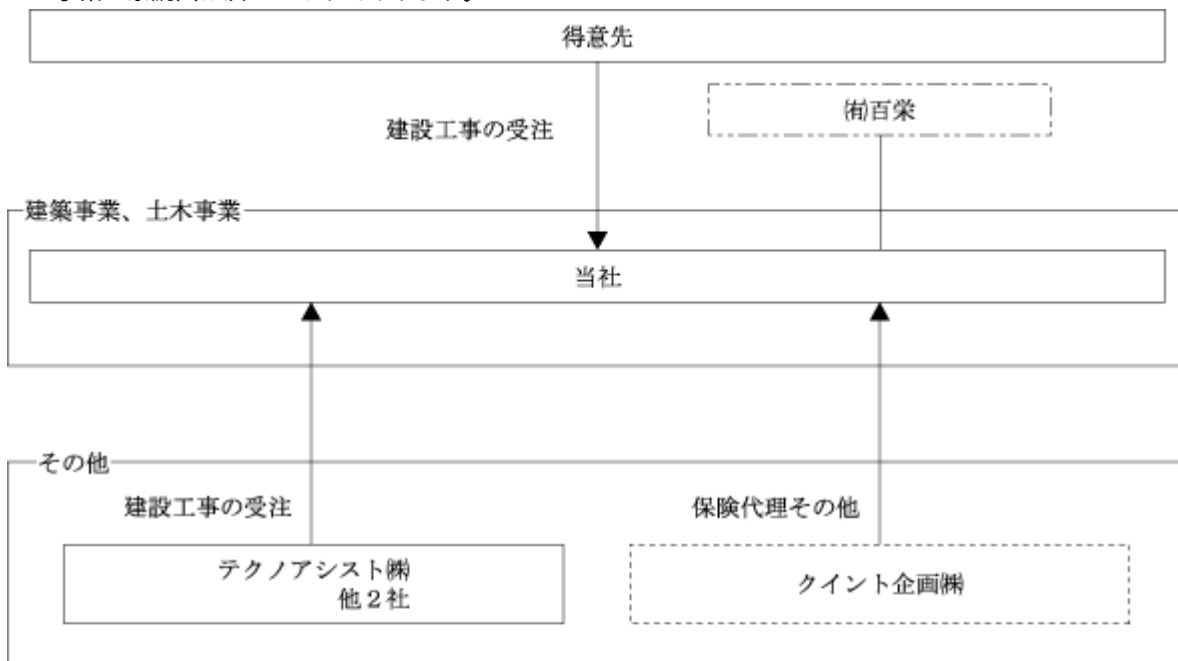 得意先
㈲百栄
建設工事の受注
建築事業、土木事業
当社
その他
建設工事の受注
保険代理その他
テクノアシスト㈱
他２社
クイント企画㈱